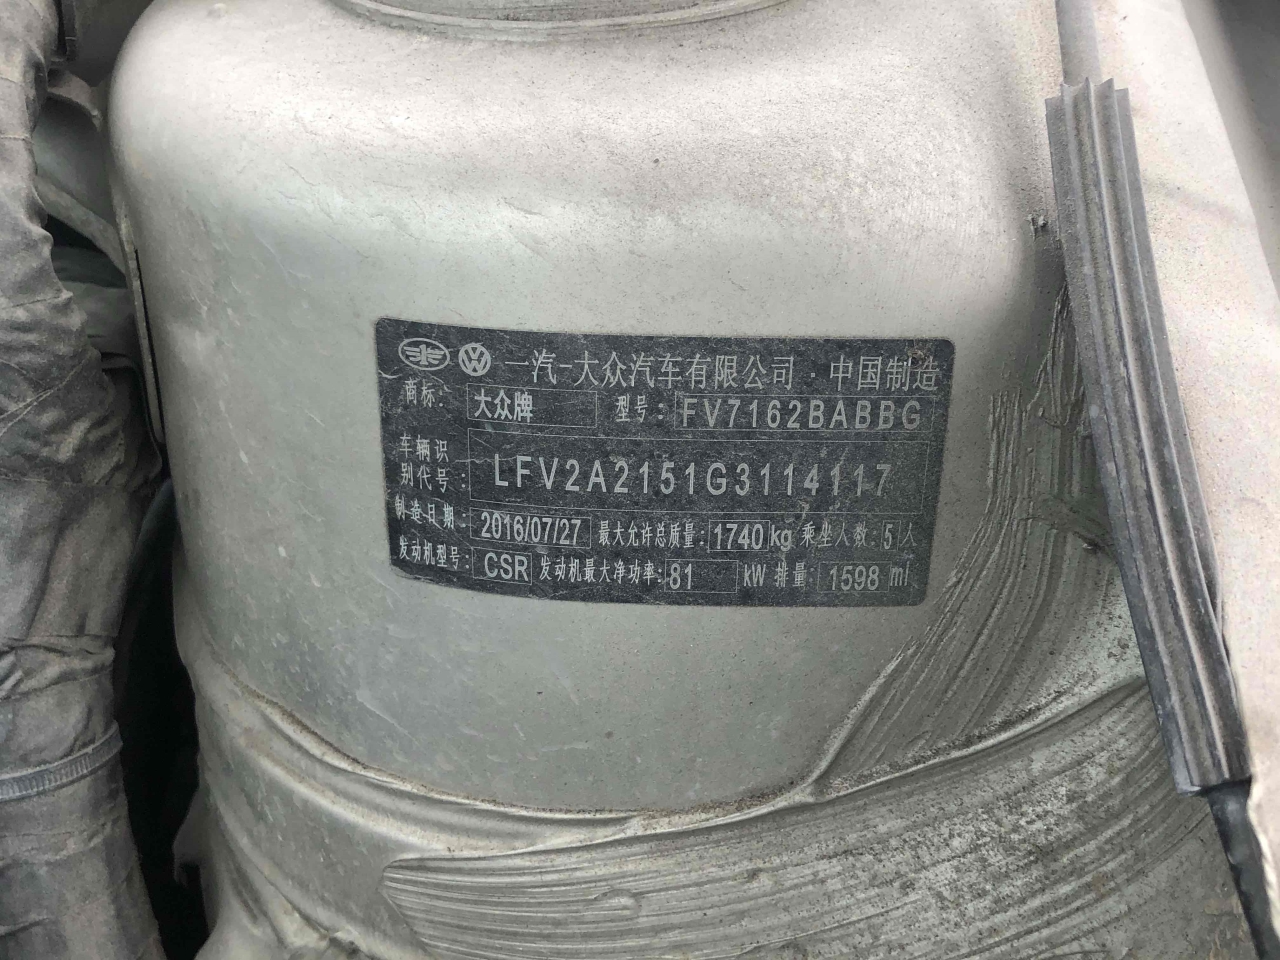 一汽-大众汽车有限公司·中国制造
商标: 大众牌 型号: FV7162BABBG
车辆识别代号: LFV2A2151G3114117
制造日期: 2016/07/27 最大允许总质量: 1740 kg 乘坐人数: 5 人
发动机型号: CSR 发动机最大净功率: 81 kW 排量: 1598 ml